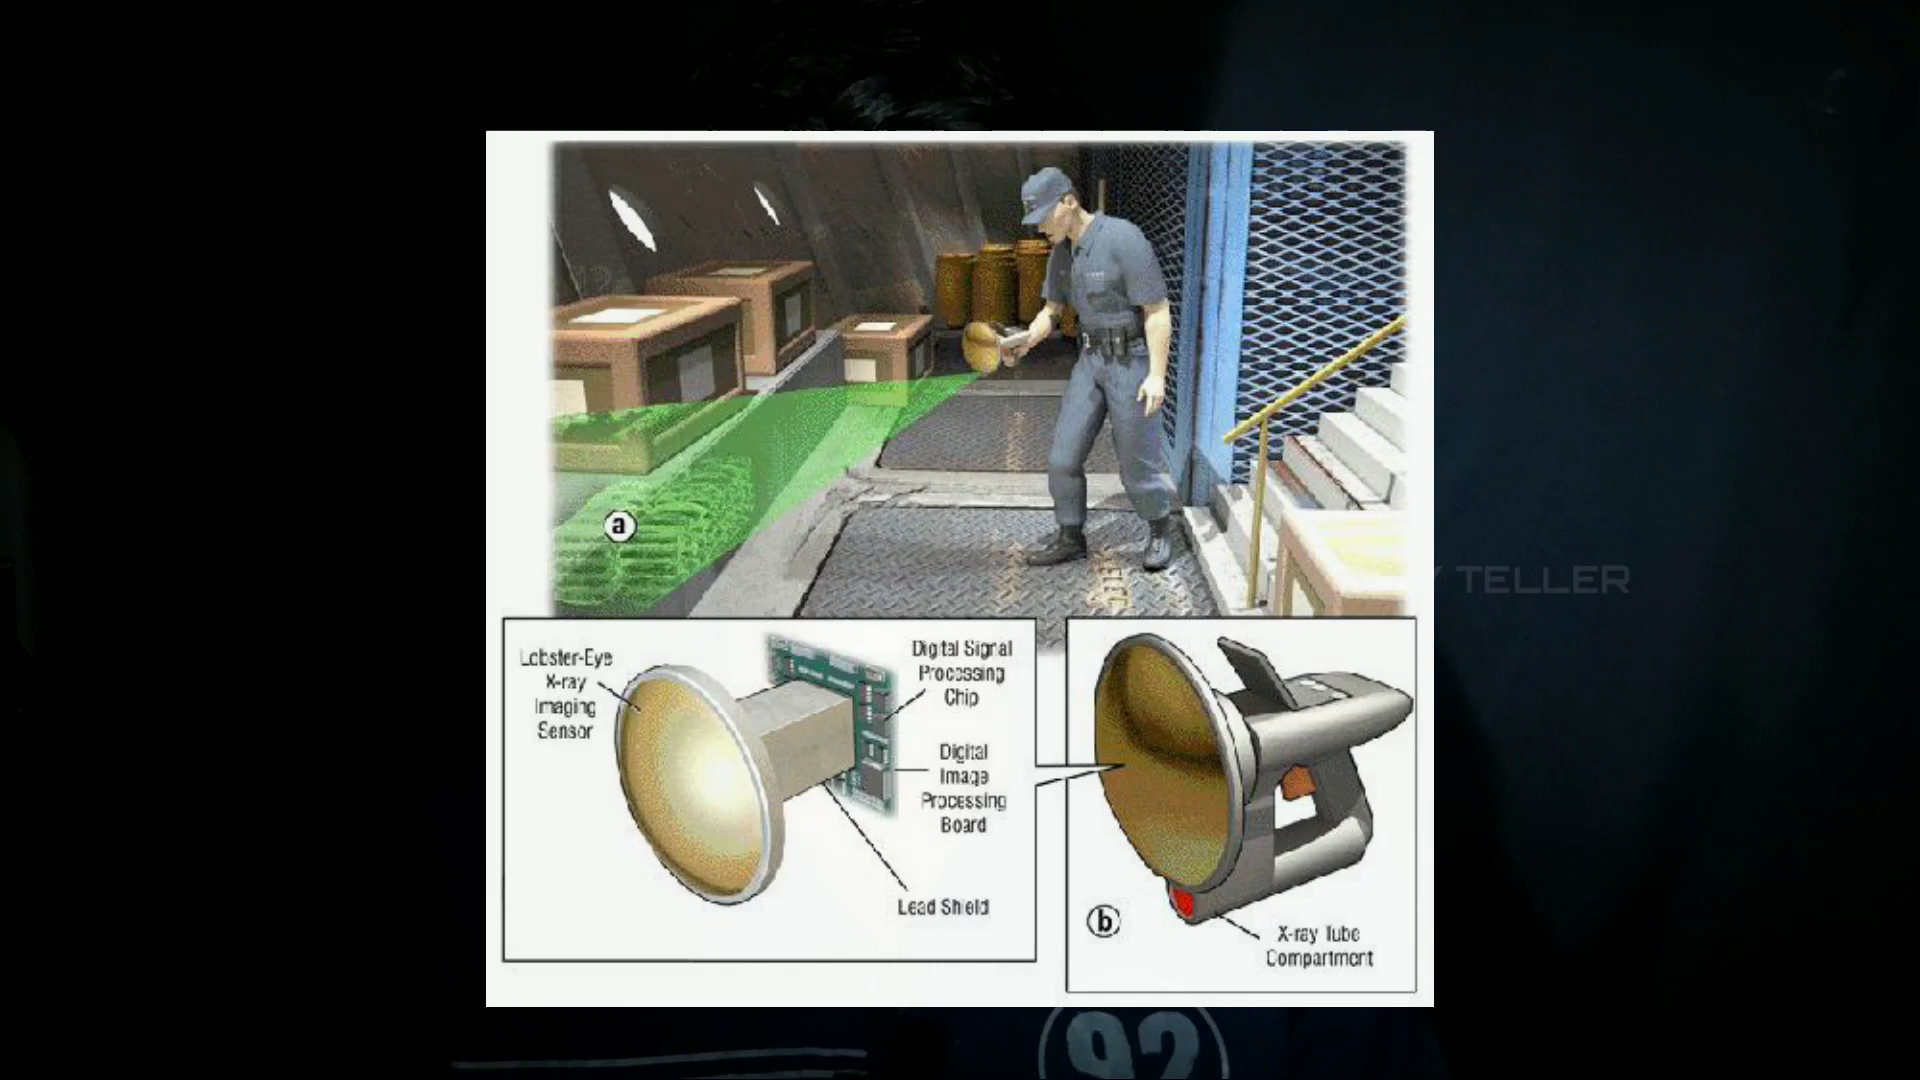 a
Lobster-Eye
X-ray
Imaging
Sensor
Digital Signal
Processing
Chip
Digital
Image
Processing
Board
Lead Shield
b
X-ray Tube
Compartment
TELLER
92